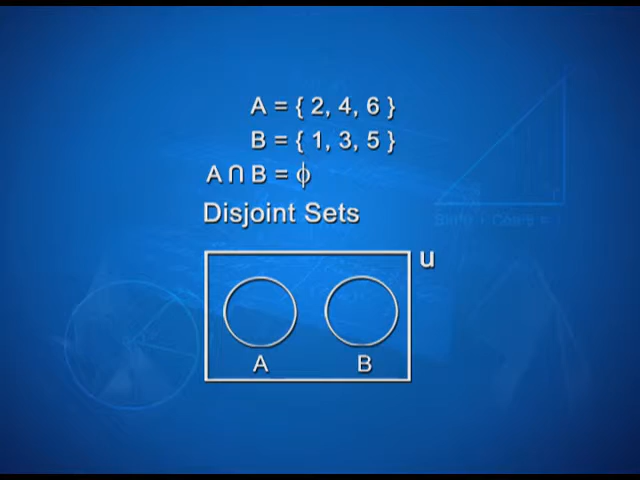 A = { 2, 4, 6 }
B = { 1, 3, 5 }
A ∩ B = ϕ
Disjoint Sets
u
A B